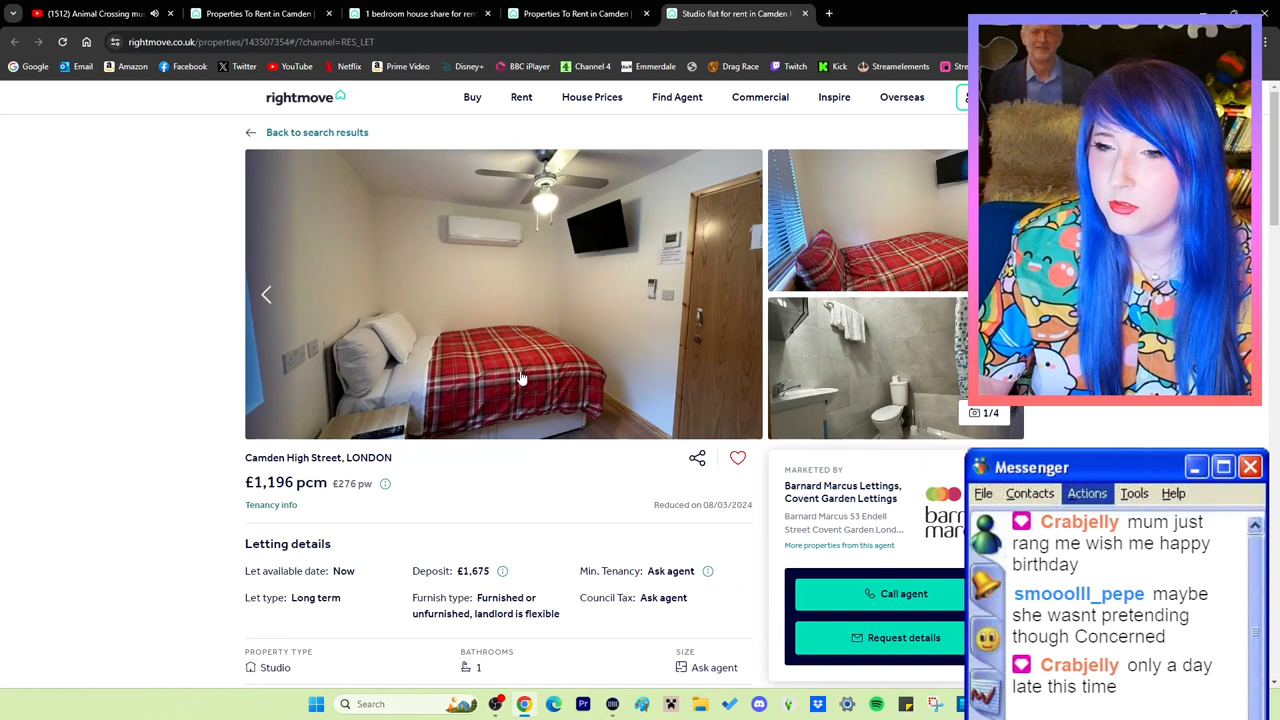 (1512) Animal Crossing mus
Properties To Rent in Camden
1 bedroom house share for ren
Properties To Rent in Camden
Studio flat for rent in Camden H
rightmove.co.uk/properties/143507354#/?channel=RES_LET
Google Email Amazon Facebook Twitter YouTube Netflix Prime Video Disney+ BBC iPlayer Channel 4 Emmerdale Drag Race Twitch Kick Streamelements Stre
rightmove
Buy Rent House Prices Find Agent Commercial Inspire Overseas
Back to search results
1/4
Camden High Street, LONDON
£1,196 pcm £276 pw
Tenancy info
Reduced on 08/03/2024
Letting details
Let available: Now
Deposit: £1,675
Min. Tenancy: Ask agent
Let type: Long term
Furnish type: Furnished or
unfurnished, landlord is flexible
Council Tax: Ask agent
PROPERTY TYPE
Studio
BATHROOMS
1
SIZE
Ask agent
MARKETED BY
Barnard Marcus Lettings,
Covent Garden Lettings
Barnard Marcus 53 Endell
Street Covent Garden Lond...
More properties from this agent
barn
marc
Call agent
Request details
Messenger
File Contacts Actions Tools Help
Crabjelly mum just
rang me wish me happy
birthday
smooolll_pepe maybe
she wasnt pretending
though Concerned
Crabjelly only a day
late this time
Search